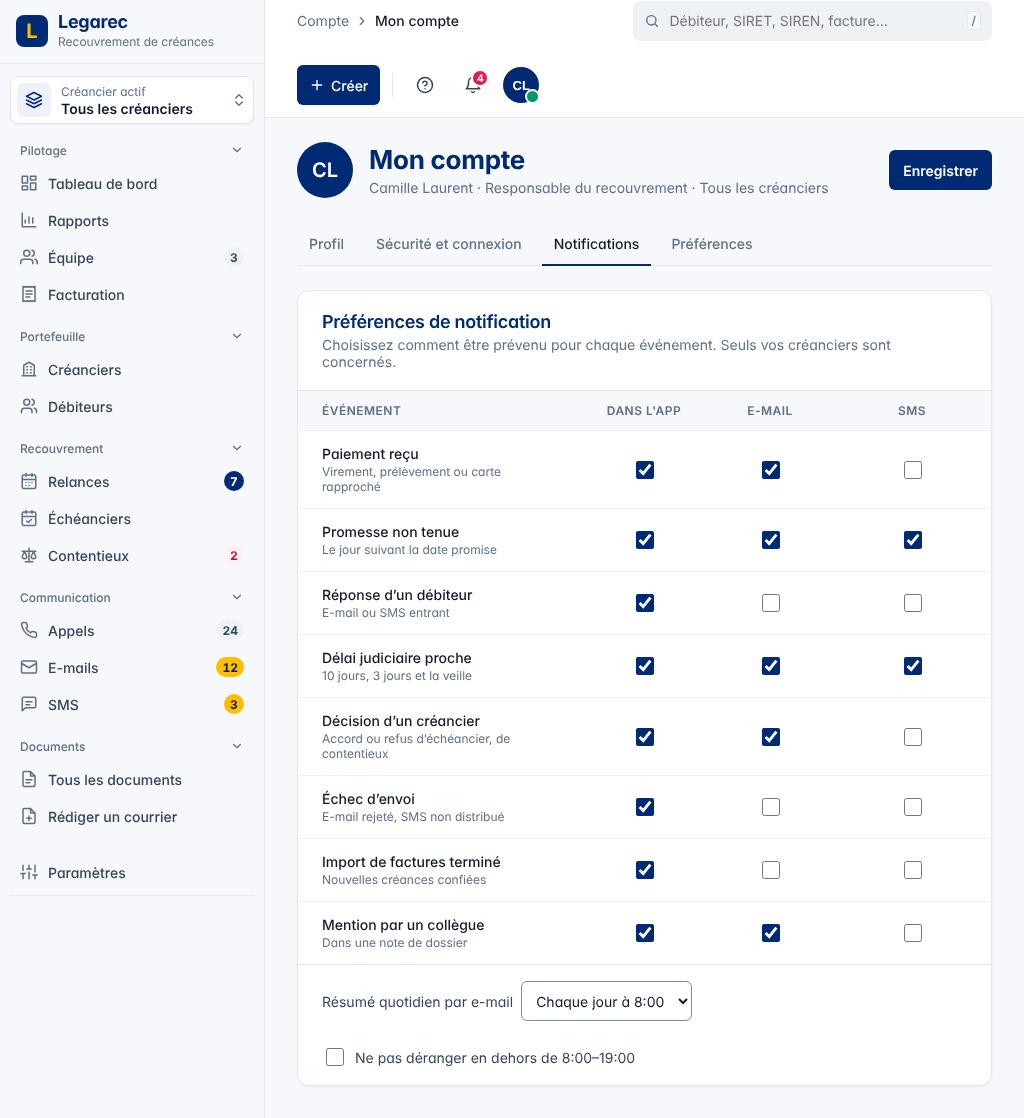 L
Legarec
Recouvrement de créances
Créancier actif
Tous les créanciers
Pilotage
Tableau de bord
Rapports
Équipe 3
Facturation
Portefeuille
Créanciers
Débiteurs
Recouvrement
Relances 7
Échéanciers
Contentieux 2
Communication
Appels 24
E-mails 12
SMS 3
Documents
Tous les documents
Rédiger un courrier
Paramètres
Compte > Mon compte
Débiteur, SIRET, SIREN, facture... /
+ Créer
4
CL
CL
Mon compte
Camille Laurent · Responsable du recouvrement · Tous les créanciers
Enregistrer
Profil Sécurité et connexion Notifications Préférences
Préférences de notification
Choisissez comment être prévenu pour chaque événement. Seuls vos créanciers sont
concernés.
ÉVÉNEMENT DANS L'APP E-MAIL SMS
Paiement reçu
Virement, prélèvement ou carte
rapproché
Promesse non tenue
Le jour suivant la date promise
Réponse d’un débiteur
E-mail ou SMS entrant
Délai judiciaire proche
10 jours, 3 jours et la veille
Décision d’un créancier
Accord ou refus d’échéancier, de
contentieux
Échec d’envoi
E-mail rejeté, SMS non distribué
Import de factures terminé
Nouvelles créances confiées
Mention par un collègue
Dans une note de dossier
Résumé quotidien par e-mail Chaque jour à 8:00
Ne pas déranger en dehors de 8:00–19:00